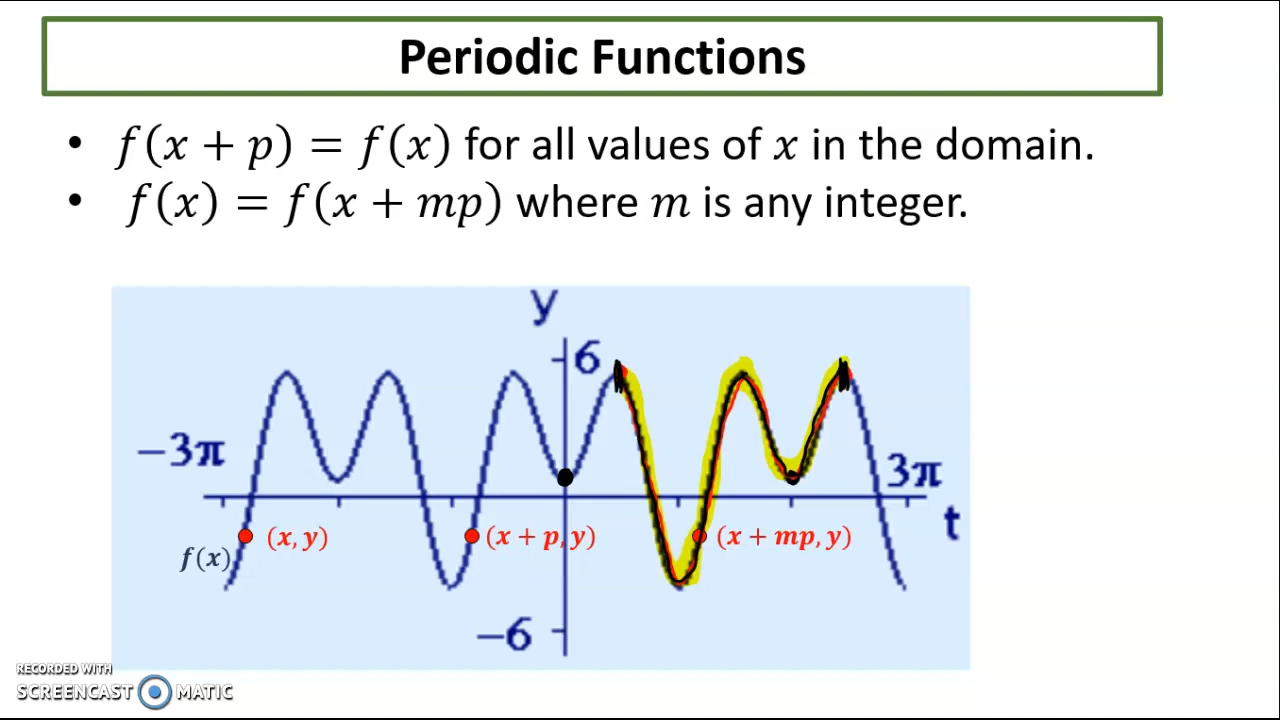 Periodic Functions
• f(x + p) = f(x) for all values of x in the domain.
• f(x) = f(x + mp) where m is any integer.
y
6
−3π
3π
t
(x, y)
(x + p, y)
(x + mp, y)
f(x)
−6
RECORDED WITH
SCREENCAST MATIC